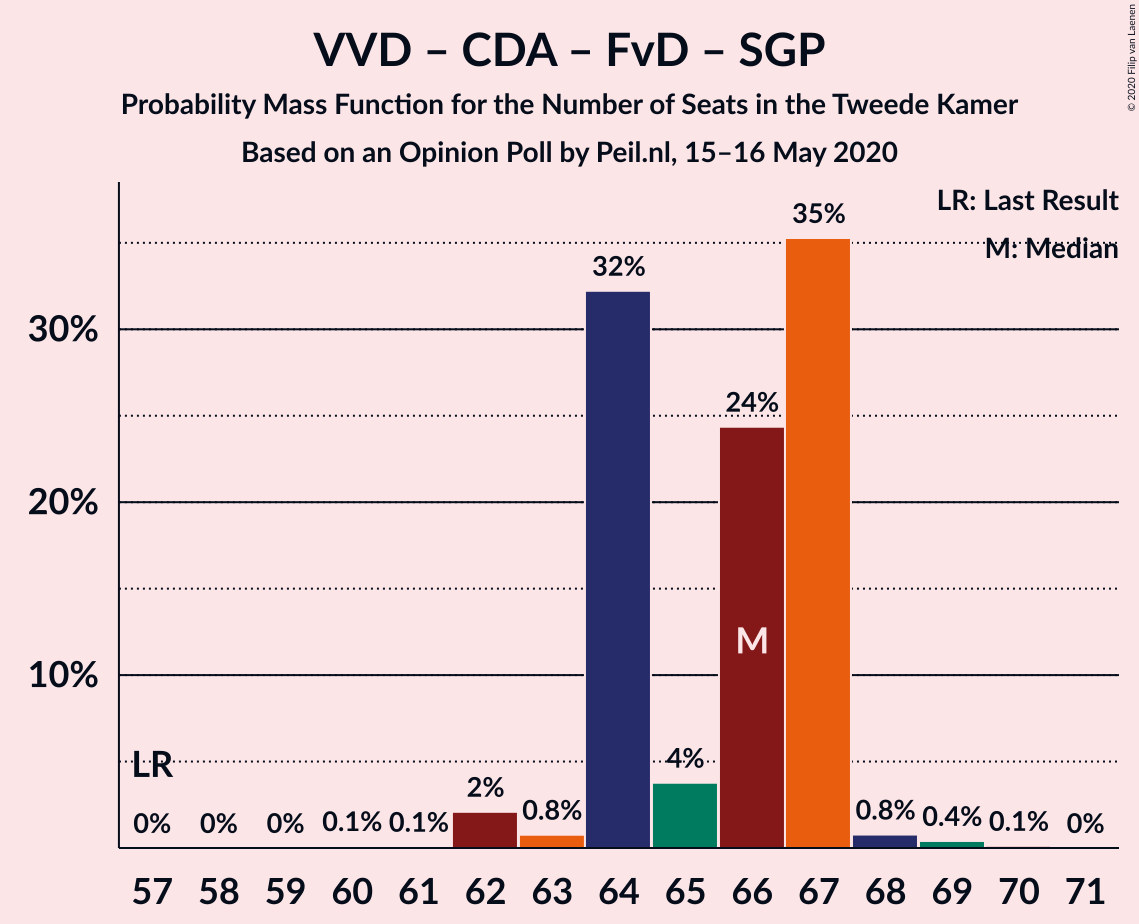 VVD – CDA – FvD – SGP
Probability Mass Function for the Number of Seats in the Tweede Kamer
Based on an Opinion Poll by Peil.nl, 15–16 May 2020
© 2020 Filip van Laenen
LR: Last Result
M: Median
35%
32%
30%
24%
20%
M
10%
LR
4%
2%
0% 0% 0% 0.1% 0.1% 0.8% 0.8% 0.4% 0.1% 0%
57 58 59 60 61 62 63 64 65 66 67 68 69 70 71